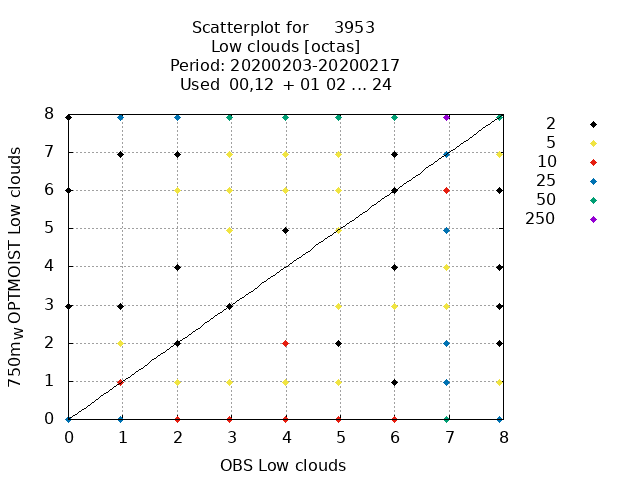 Scatterplot for 3953
Low clouds [octas]
Period: 20200203-20200217
Used 00,12 + 01 02 ... 24
8
7
6
5
4
3
2
1
0
0 1 2 3 4 5 6 7 8
750mw OPTMOIST Low clouds
OBS Low clouds
2
5
10
25
50
250